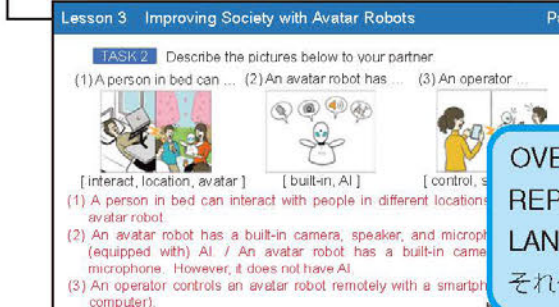 Lesson 3 Improving Society with Avatar Robots
TASK 2 Describe the pictures below to your partner.
(1) A person in bed can ... (2) An avatar robot has ... (3) An operator ...
AI
[ interact, location, avatar ] [ built-in, AI ] [ control, s
(1) A person in bed can interact with people in different locations
avatar robot.
(2) An avatar robot has a built-in camera, speaker, and microph
(equipped with) AI. / An avatar robot has a built-in came
microphone. However, it does not have AI.
(3) An operator controls an avatar robot remotely with a smartph
computer).
OVE
REP
LAN
それ